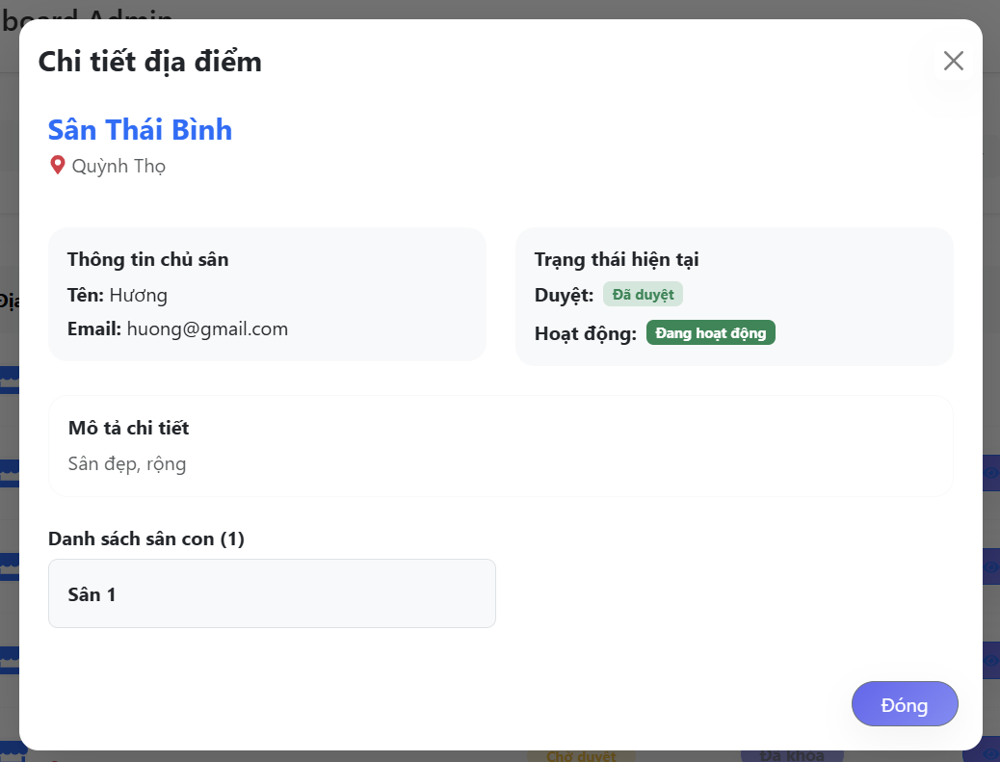 board Admin
Chi tiết địa điểm
Sân Thái Bình
Quỳnh Thọ
Thông tin chủ sân
Tên: Hương
Email: huong@gmail.com
Trạng thái hiện tại
Duyệt: Đã duyệt
Hoạt động: Đang hoạt động
Mô tả chi tiết
Sân đẹp, rộng
Danh sách sân con (1)
Sân 1
Đóng
Chờ duyệt
Đã khóa